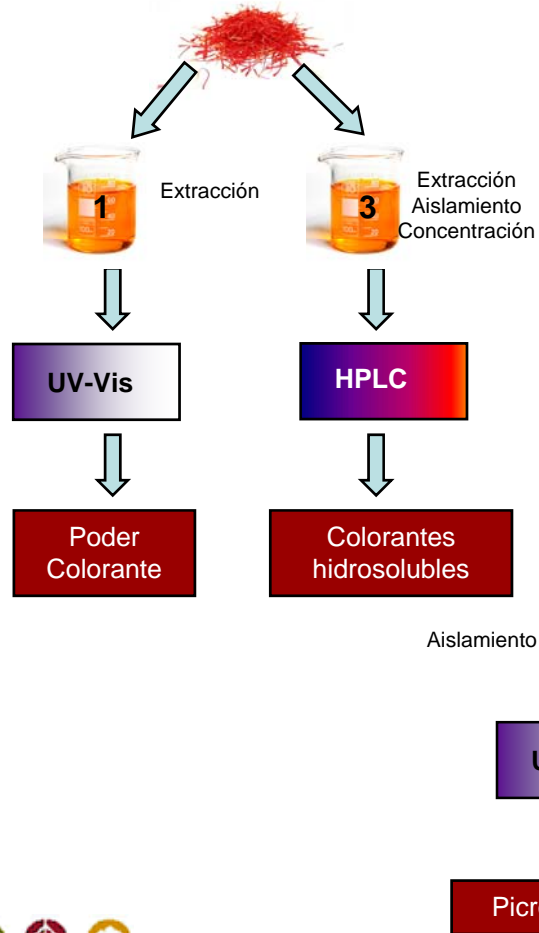 1
Extracción
3
Extracción
Aislamiento
Concentración
UV-Vis
HPLC
Poder
Colorante
Colorantes
hidrosolubles
Aislamiento